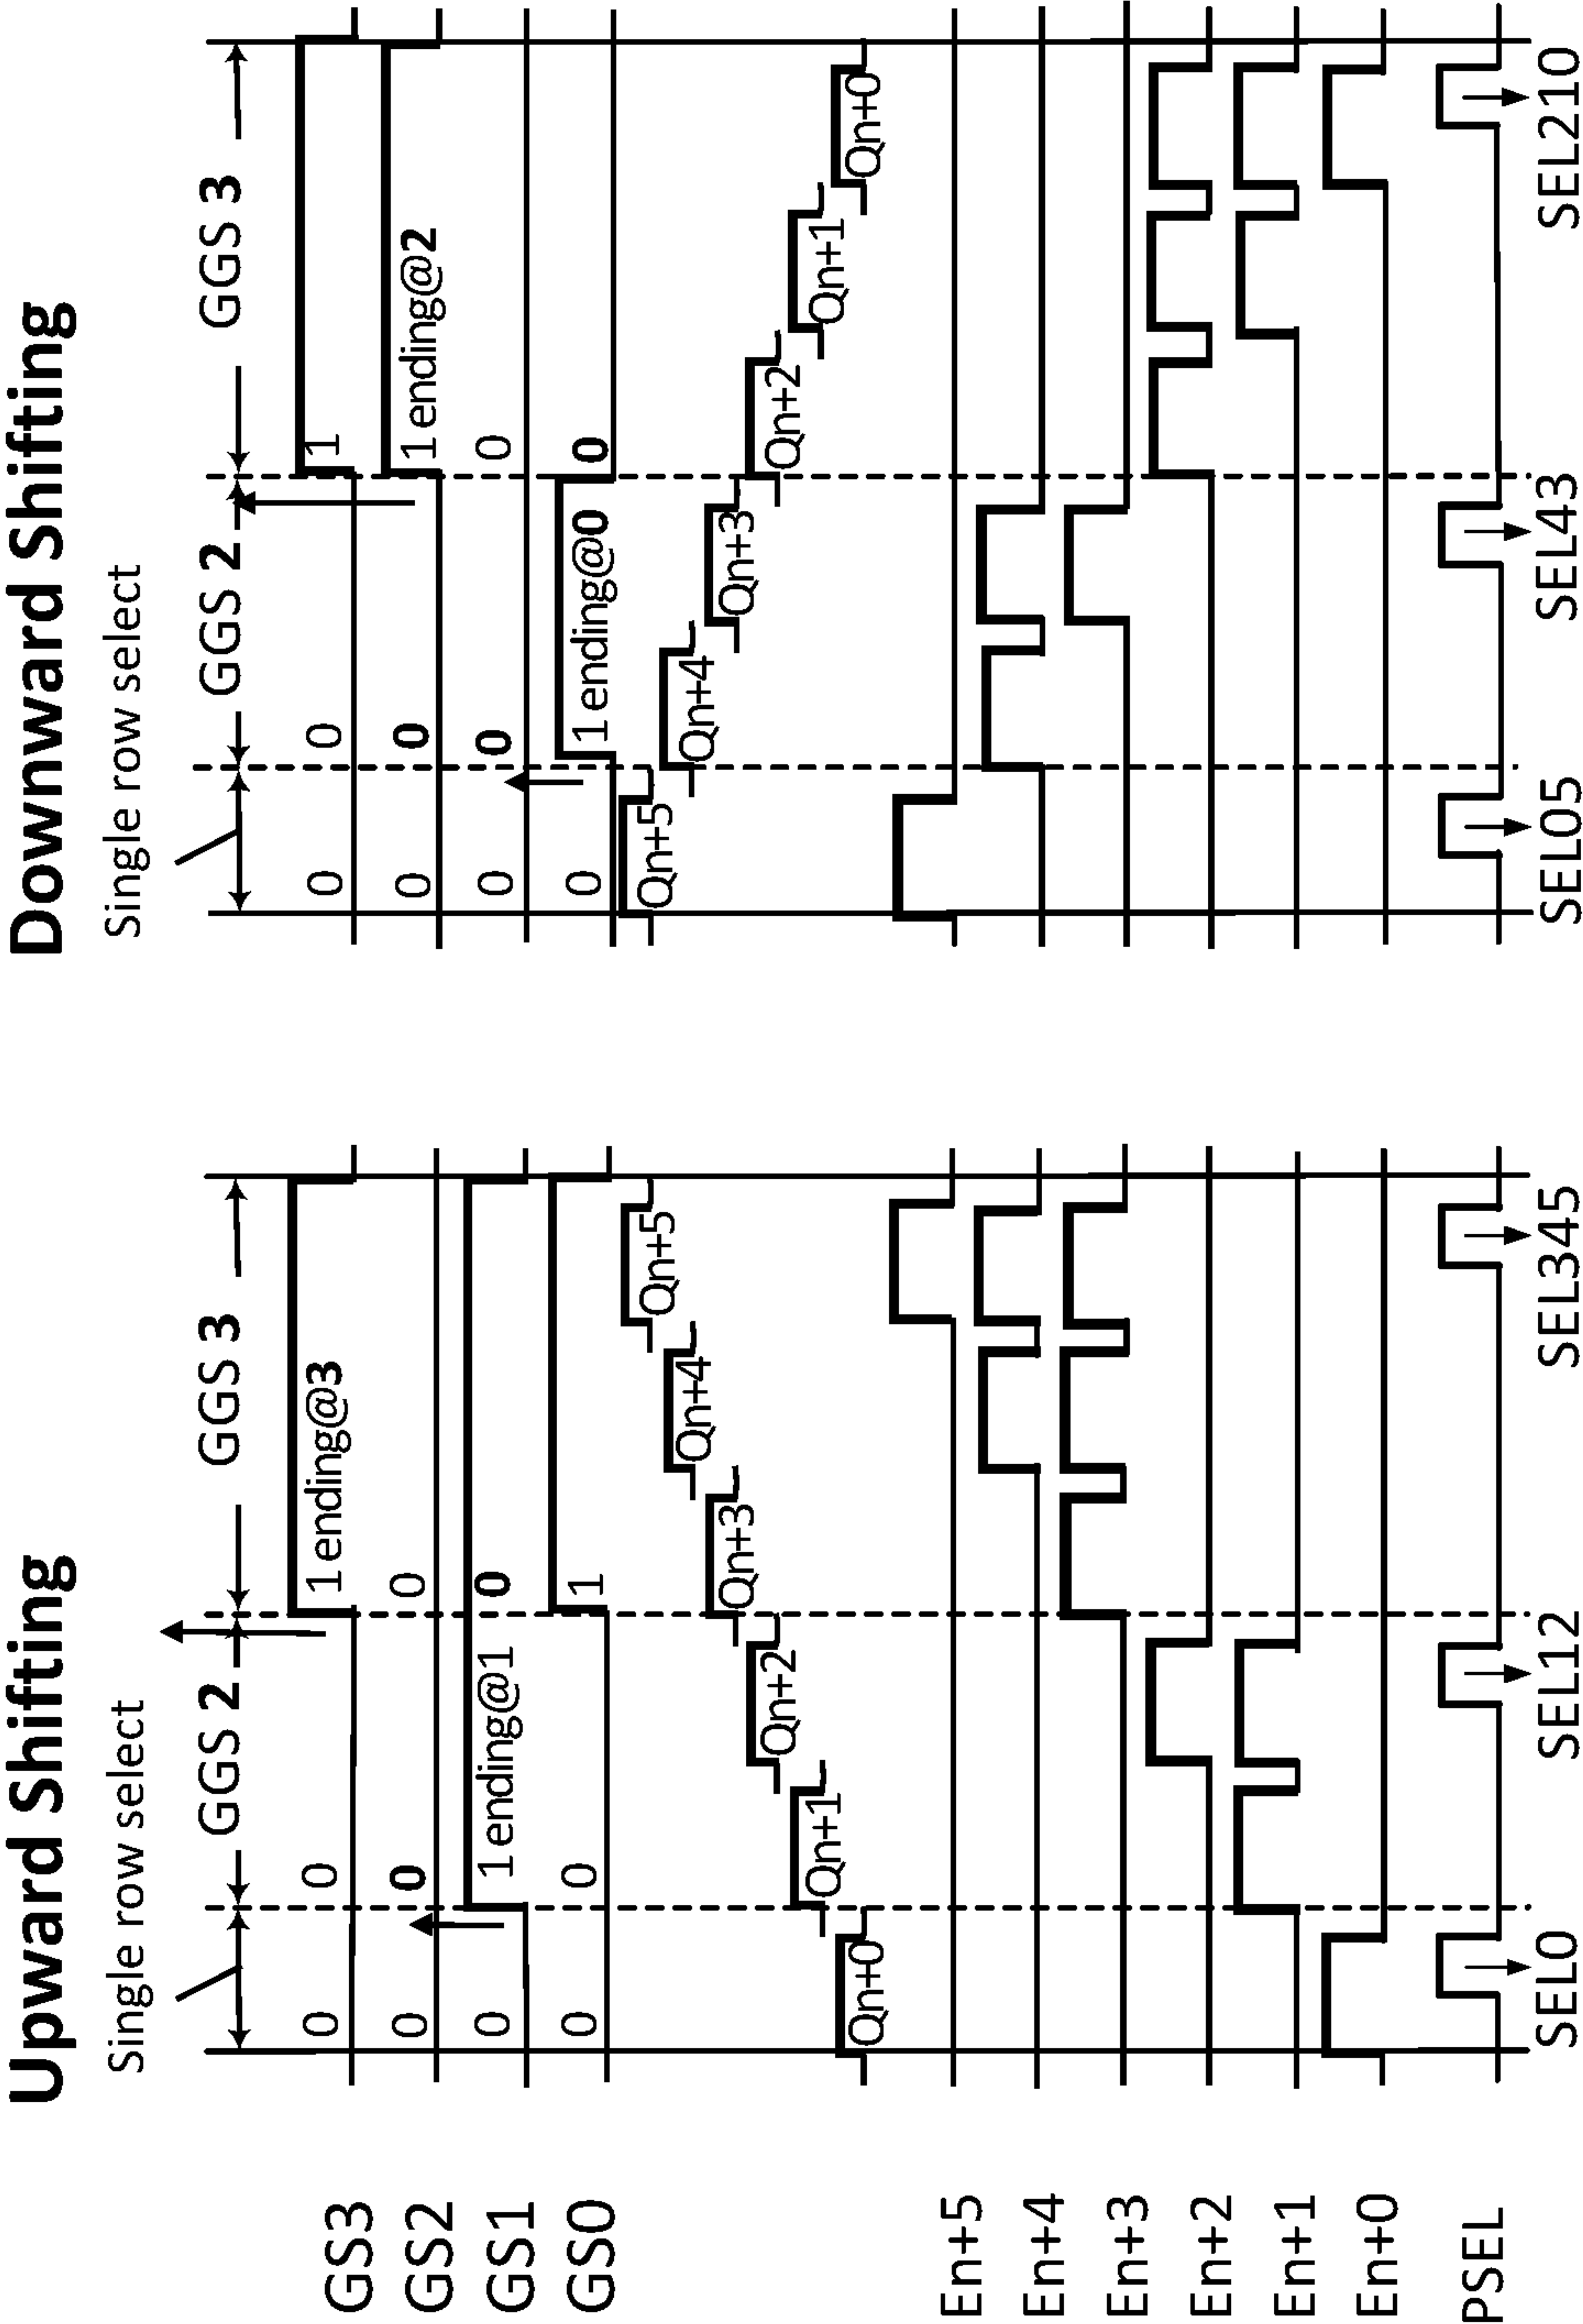 Upward Shifting
Single row select
GGS 2
GGS 3
GS3
0
0
1 ending@3
GS2
0
0
0
GS1
0
1 ending@1
0
GS0
0
0
1
Qn+5
Qn+4
Qn+3
Qn+2
Qn+1
Qn+0
En+5
En+4
En+3
En+2
En+1
En+0
PSEL
SEL0
SEL12
SEL345
Downward Shifting
Single row select
GGS 2
GGS 3
0
0
1
0
0
1 ending@2
0
0
0
0
1 ending@0
0
Qn+5
Qn+4
Qn+3
Qn+2
Qn+1
Qn+0
SEL05
SEL43
SEL210